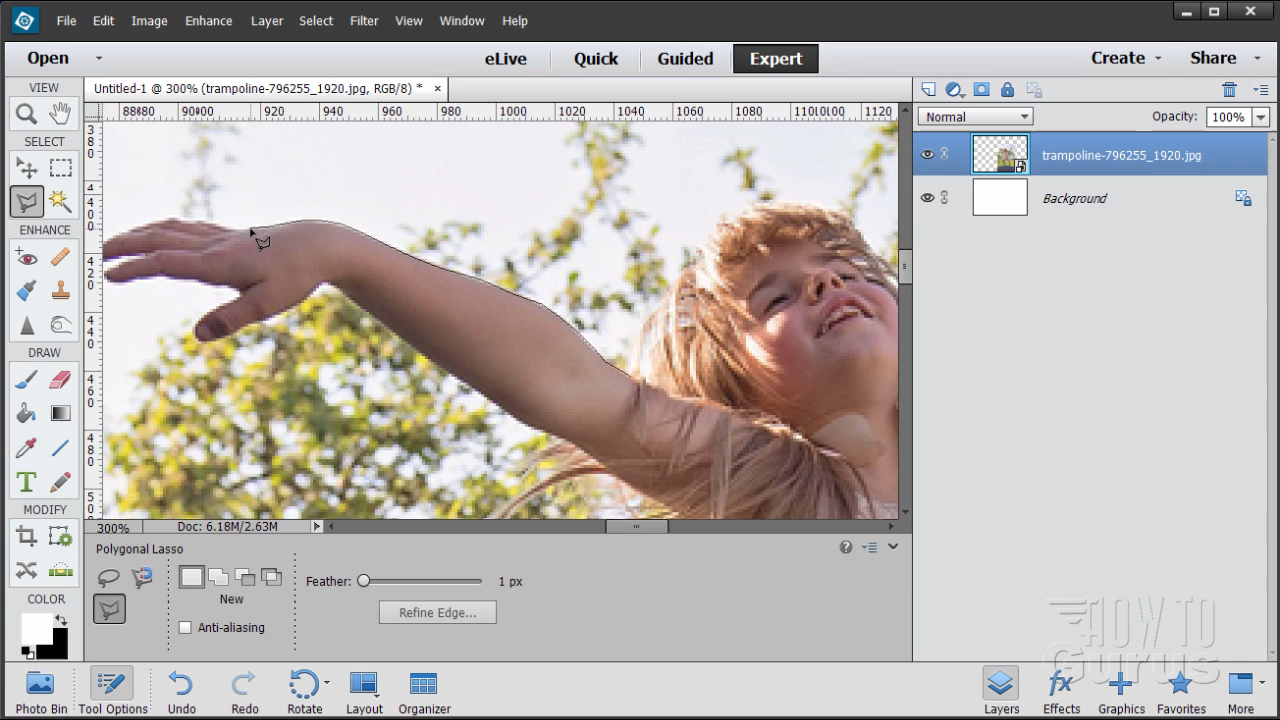 File Edit Image Enhance Layer Select Filter View Window Help
Open eLive Quick Guided Expert Create Share
VIEW
Untitled-1 @ 300% (trampoline-796255_1920.jpg, RGB/8) * ×
920 940 960 980 1000 1020 1040 1060 1080 1120
Normal Opacity: 100%
SELECT
trampoline-796255_1920.jpg
Background
ENHANCE
DRAW
T
MODIFY
300% Doc: 6.18M/2.63M
Polygonal Lasso
Feather: 1 px
New
Refine Edge...
Anti-aliasing
COLOR
HOW TO
Gurus
Photo Bin Tool Options Undo Redo Rotate Layout Organizer Layers fx Effects Graphics Favorites More